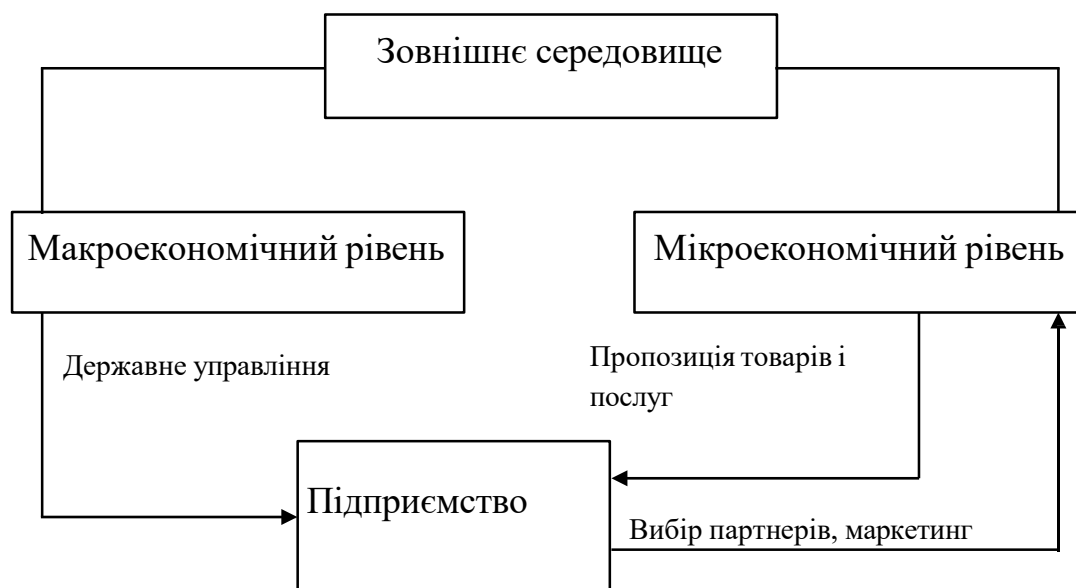 Зовнішнє середовище
Макроекономічний рівень
Мікроекономічний рівень
Державне управління
Пропозиція товарів і
послуг
Підприємство
Вибір партнерів, маркетинг